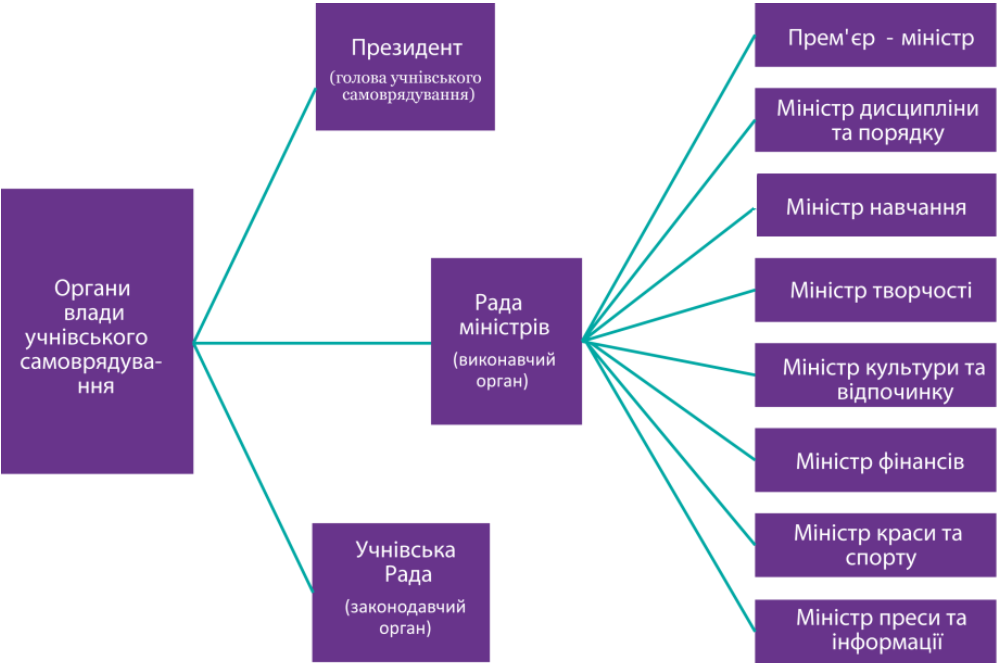 Органи
влади
учнівського
самоврядува-
ння
Президент
(голова учнівського
самоврядування)
Рада
міністрів
(виконавчий
орган)
Учнівська
Рада
(законодавчий
орган)
Прем'єр - міністр
Міністр дисципліни
та порядку
Міністр навчання
Міністр творчості
Міністр культури та
відпочинку
Міністр фінансів
Міністр краси та
спорту
Міністр преси та
інформації